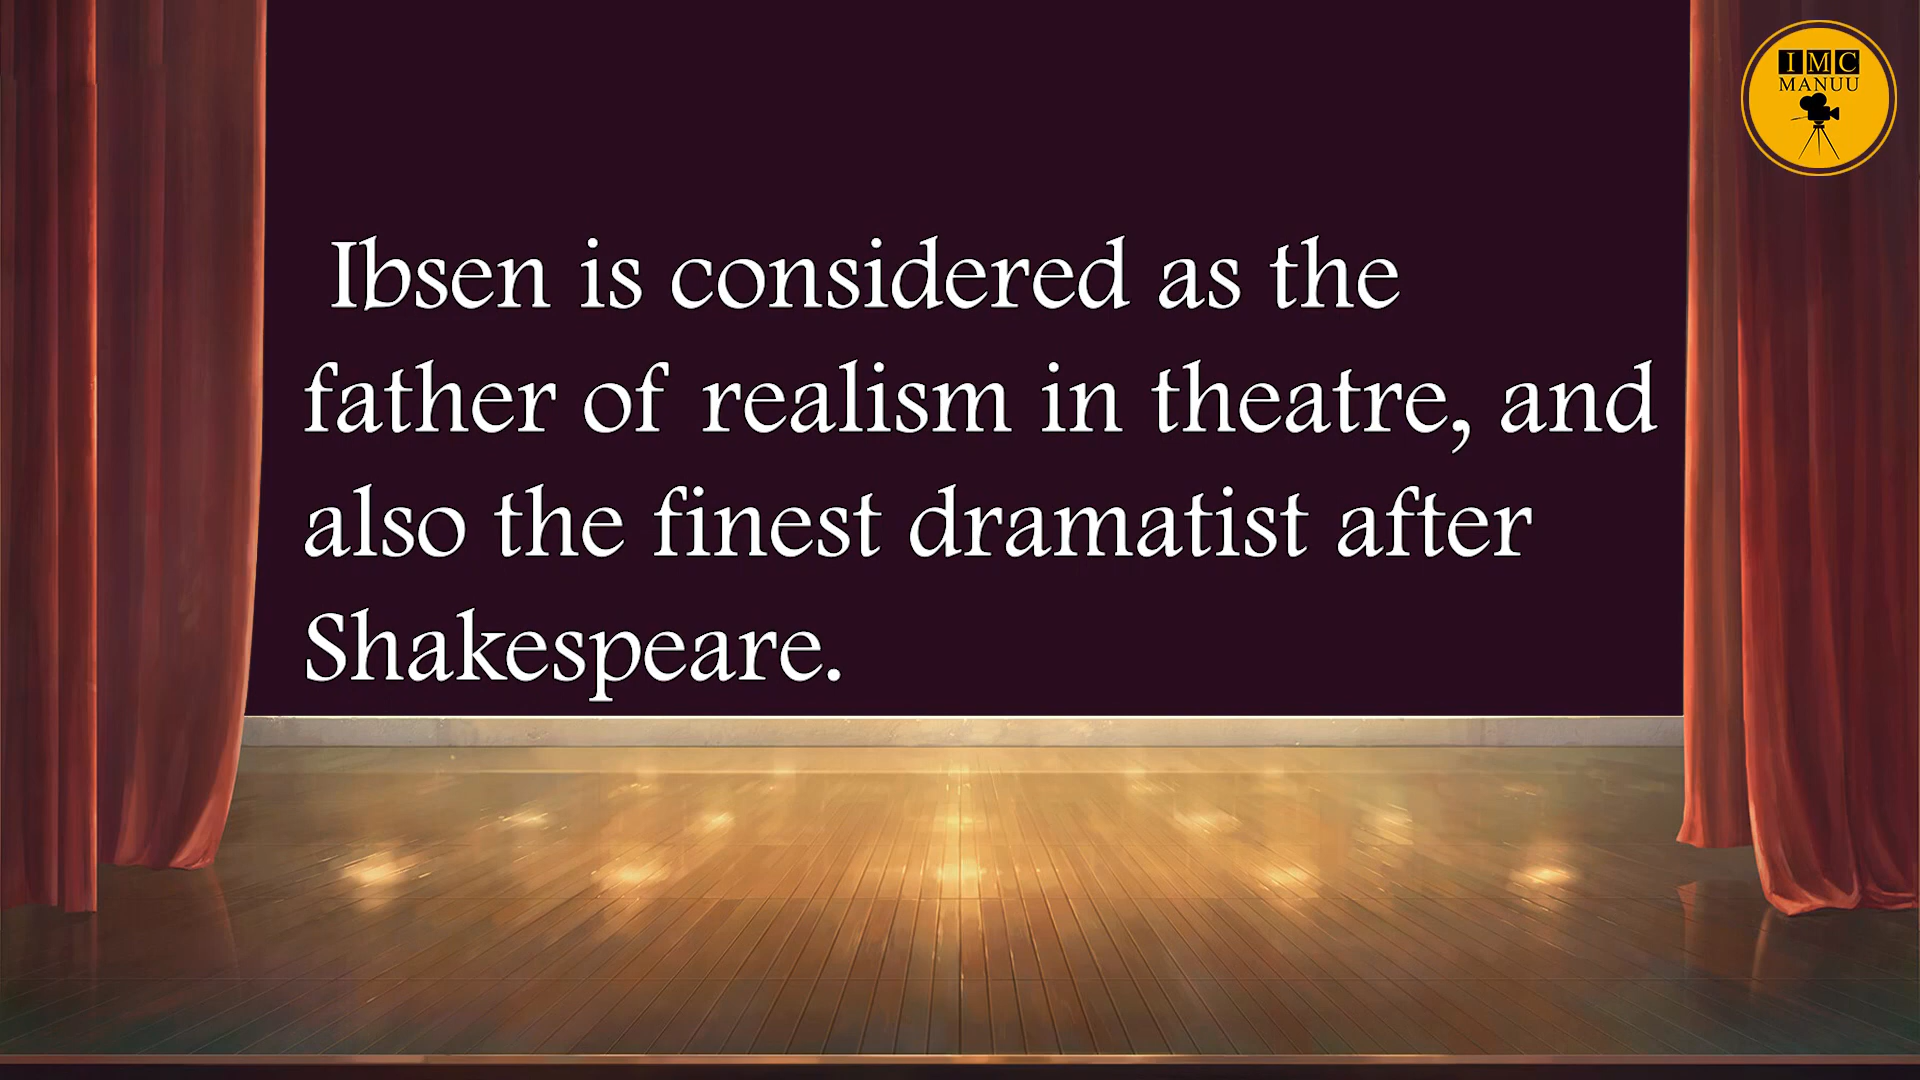 IMC
MANUU
Ibsen is considered as the
father of realism in theatre, and
also the finest dramatist after
Shakespeare.